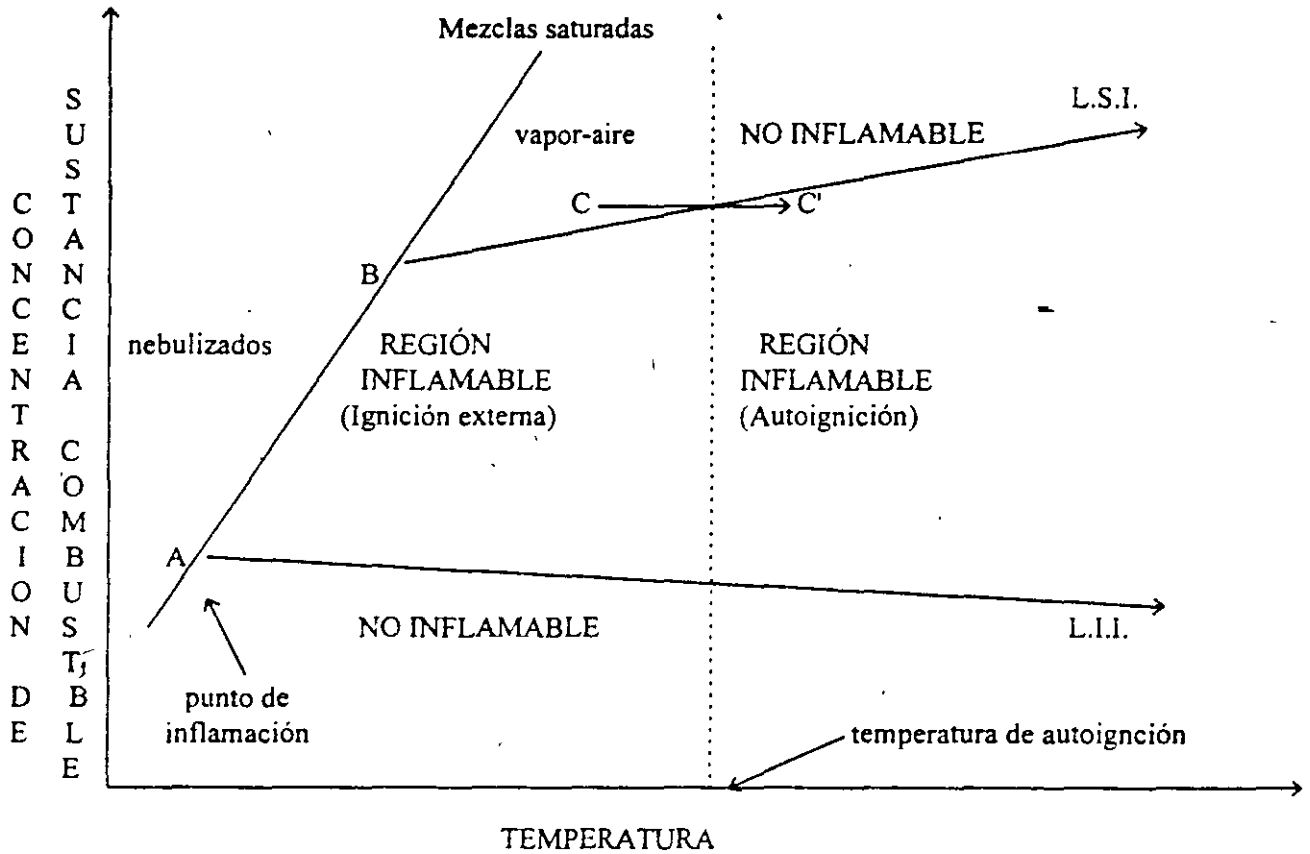 Mezclas saturadas
L.S.I.
vapor-aire
NO INFLAMABLE
C
C'
B
nebulizados
REGIÓN
INFLAMABLE
(Ignición externa)
REGIÓN
INFLAMABLE
(Autoignición)
A
NO INFLAMABLE
L.I.I.
punto de
inflamación
temperatura de autoignción
CONCENTRACION DE
SUSTANCIA COMBUSTIBLE
TEMPERATURA